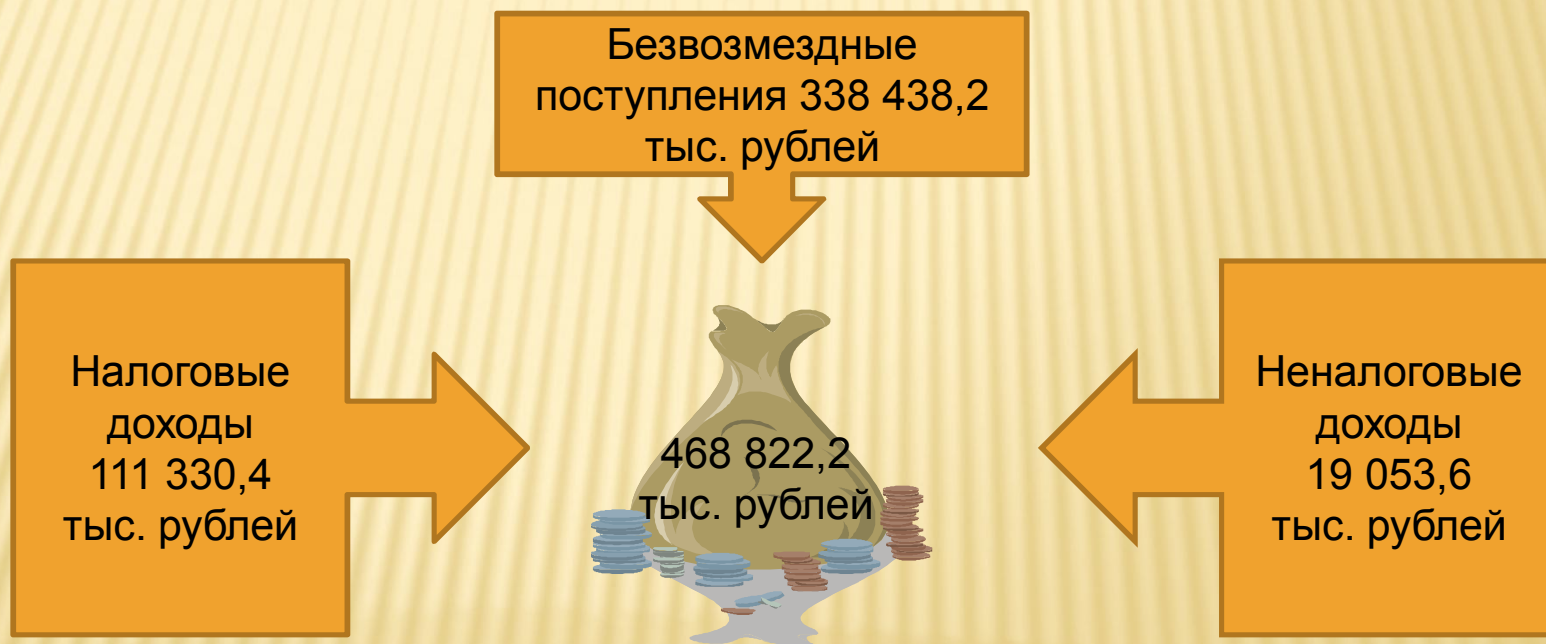 Безвозмездные
поступления 338 438,2
тыс. рублей
Налоговые
доходы
111 330,4
тыс. рублей
468 822,2
тыс. рублей
Неналоговые
доходы
19 053,6
тыс. рублей